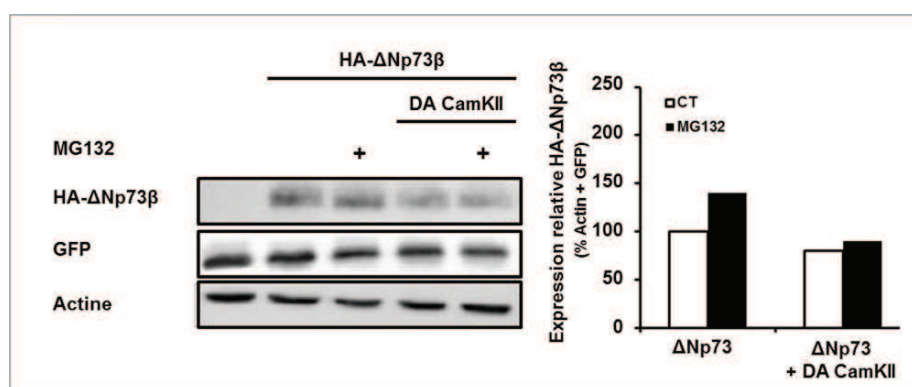 HA-ΔNp73β
DA CamKII
MG132
+
+
HA-ΔNp73β
GFP
Actine
Expression relative HA-ΔNp73β
(% Actin + GFP)
250
200
150
100
50
0
CT
MG132
ΔNp73
ΔNp73
+ DA CamKII